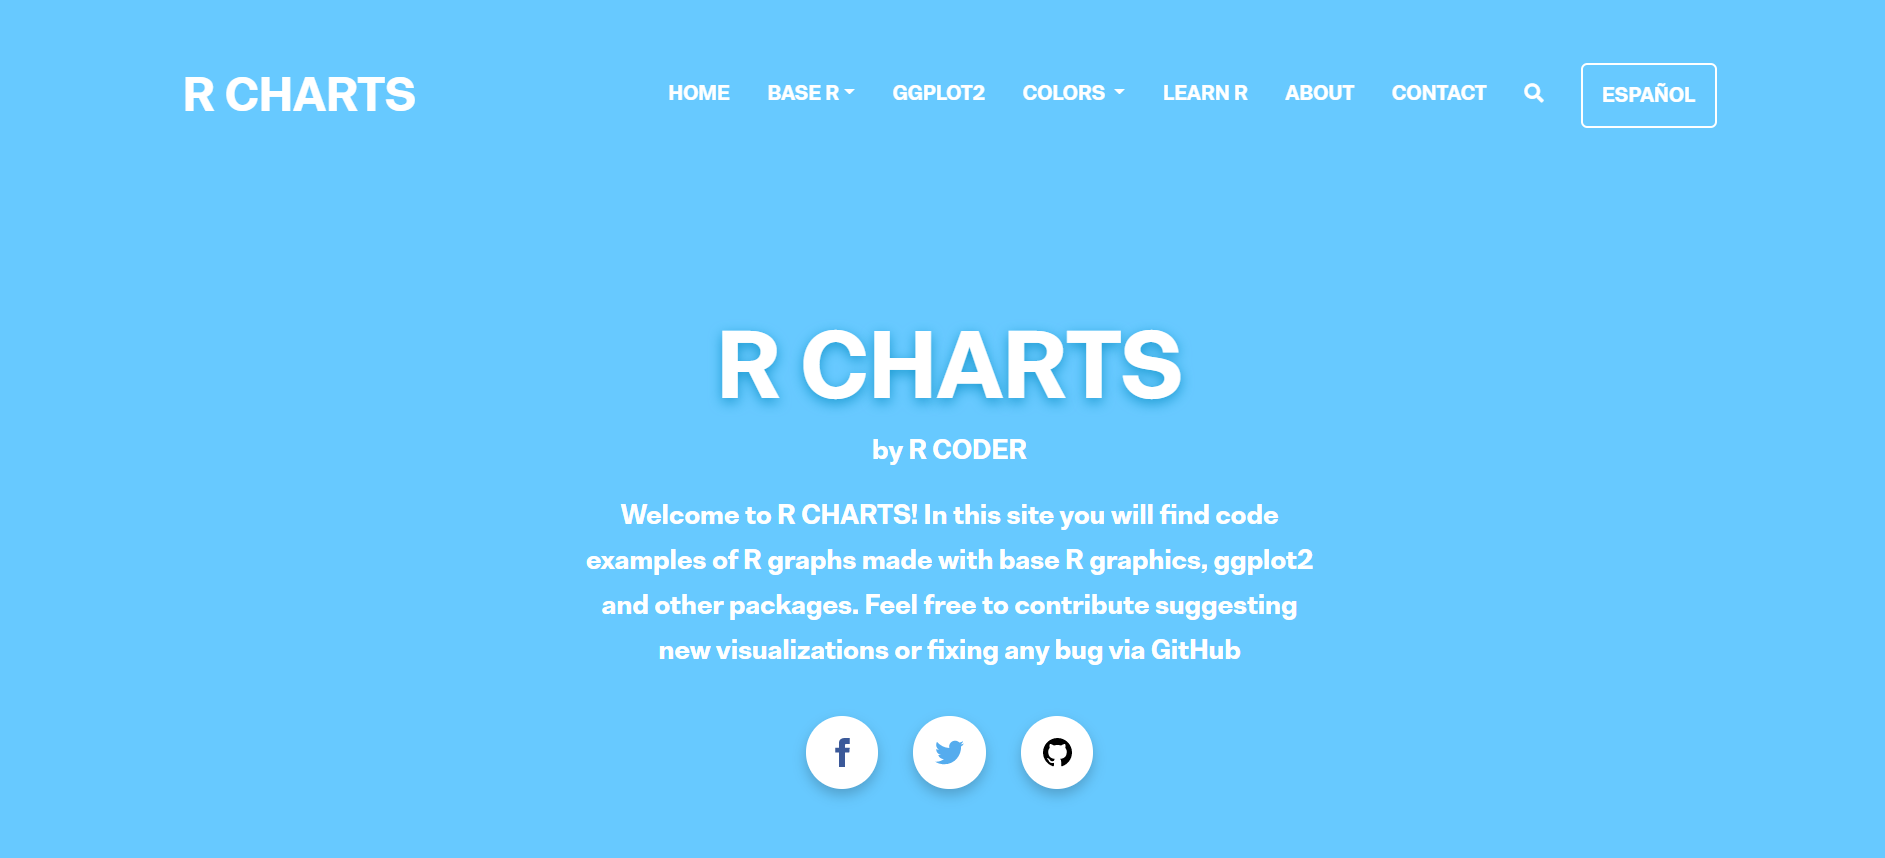 R CHARTS
HOME BASE R GGPLOT2 COLORS LEARN R ABOUT CONTACT ESPAÑOL
R CHARTS
by R CODER
Welcome to R CHARTS! In this site you will find code
examples of R graphs made with base R graphics, ggplot2
and other packages. Feel free to contribute suggesting
new visualizations or fixing any bug via GitHub